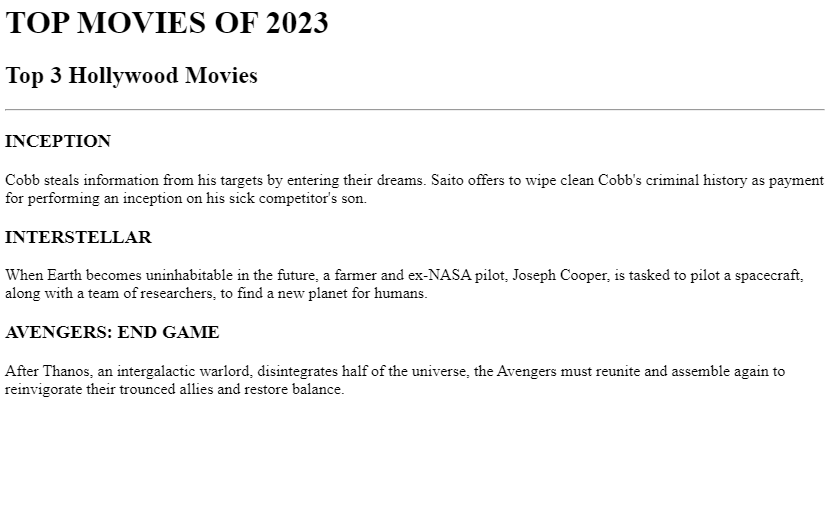 TOP MOVIES OF 2023
Top 3 Hollywood Movies
INCEPTION
Cobb steals information from his targets by entering their dreams. Saito offers to wipe clean Cobb's criminal history as payment
for performing an inception on his sick competitor's son.
INTERSTELLAR
When Earth becomes uninhabitable in the future, a farmer and ex-NASA pilot, Joseph Cooper, is tasked to pilot a spacecraft,
along with a team of researchers, to find a new planet for humans.
AVENGERS: END GAME
After Thanos, an intergalactic warlord, disintegrates half of the universe, the Avengers must reunite and assemble again to
reinvigorate their trounced allies and restore balance.